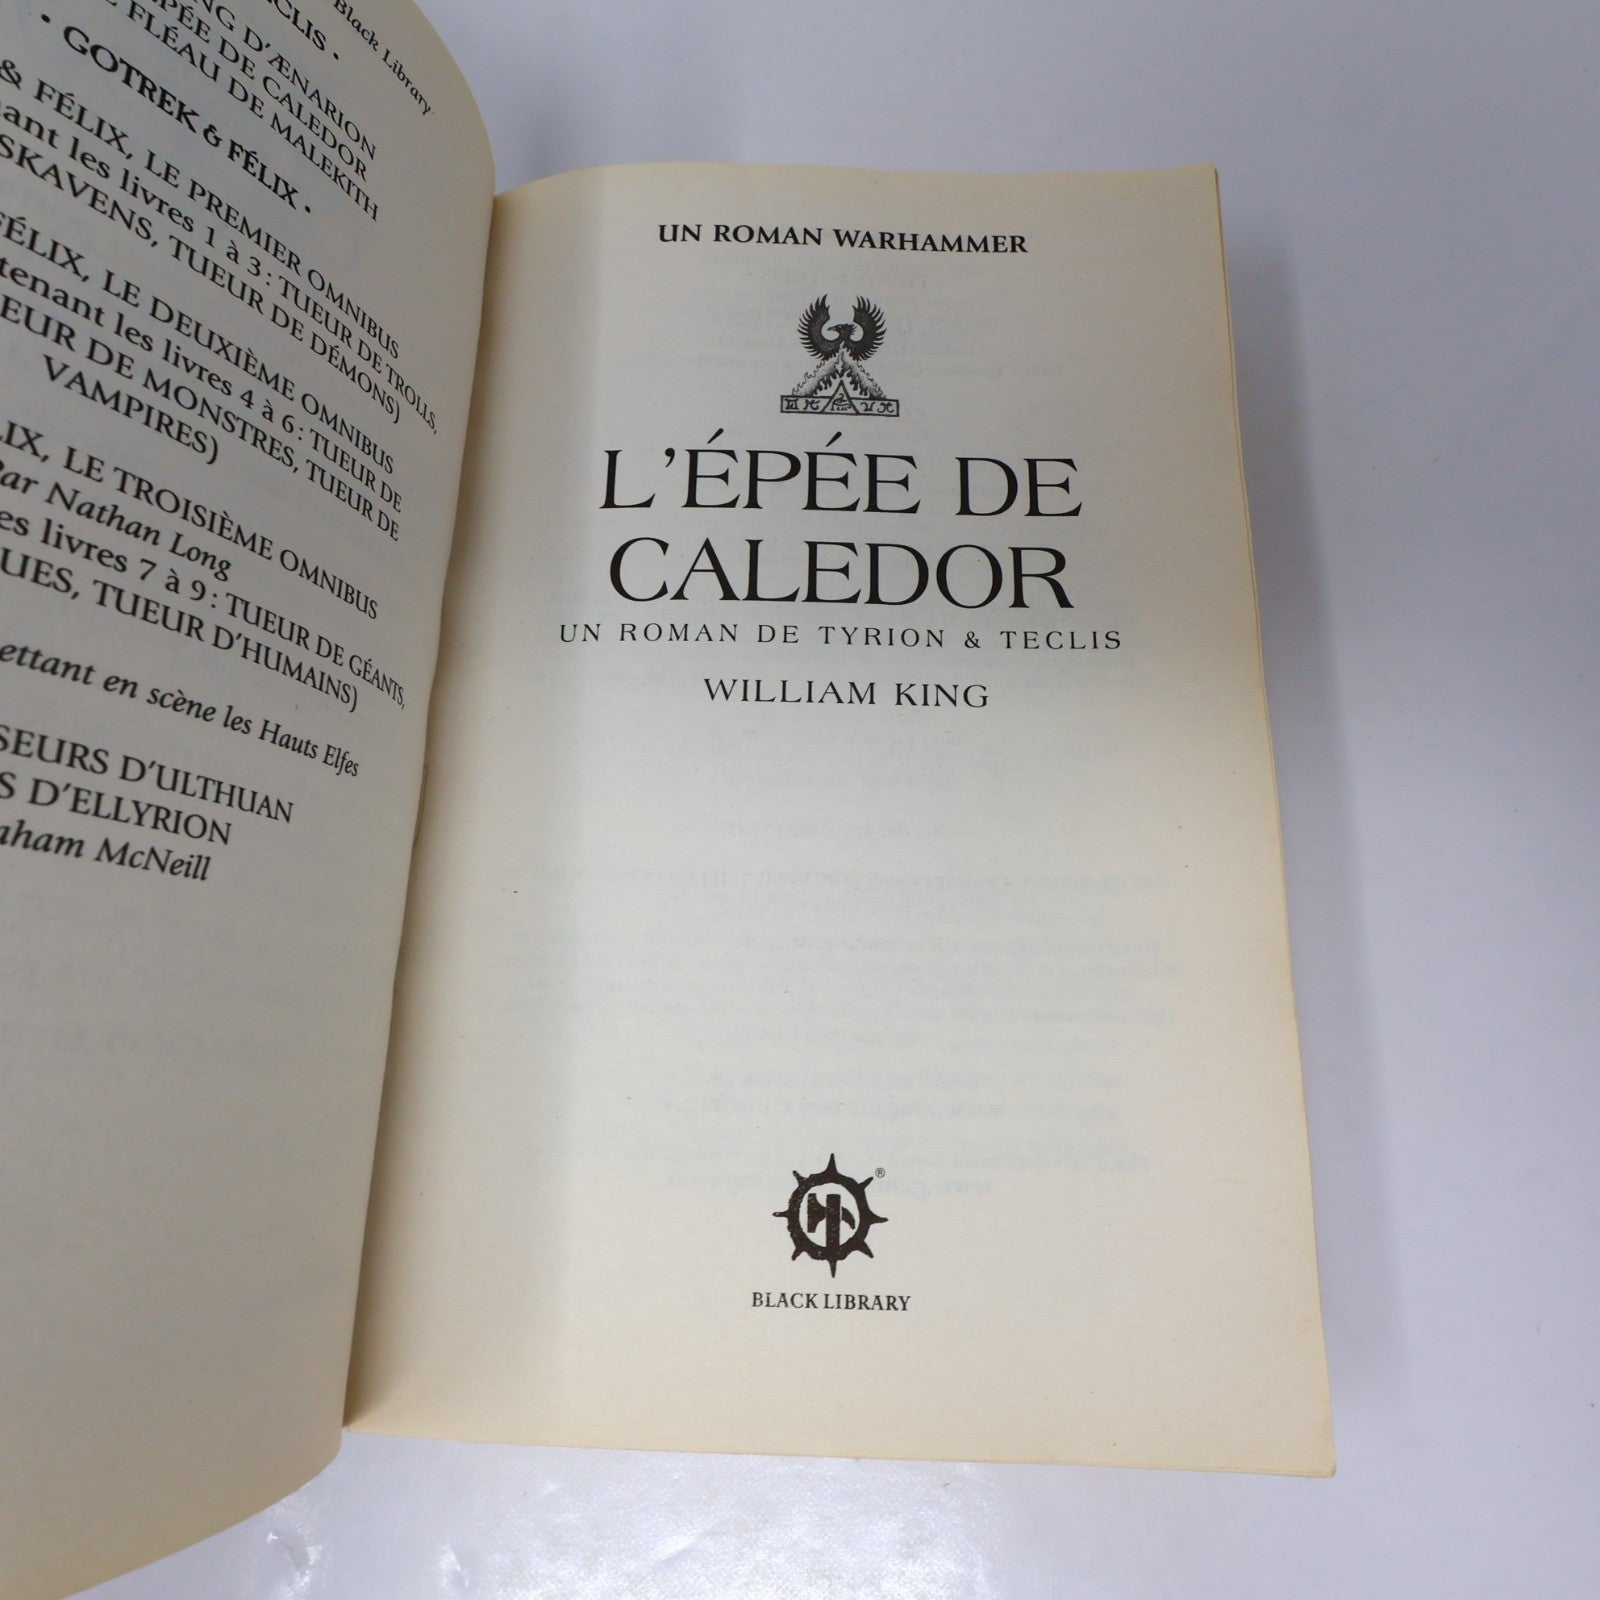 Black Library
CLIS •
NG D'ÆNARION
ÉPÉE DE CALEDOR
FLÉAU DE MALEKITH
• GOTREK & FÉLIX •
& FÉLIX, LE PREMIER OMNIBUS
les livres 1 à 3 : TUEUR DE TROLLS,
SKAVENS, TUEUR DE DÉMONS)
FÉLIX, LE DEUXIÈME OMNIBUS
tenant les livres 4 à 6 : TUEUR DE
EUR DE MONSTRES, TUEUR DE
VAMPIRES)
LIX, LE TROISIÈME OMNIBUS
Par Nathan Long
es livres 7 à 9 : TUEUR DE GÉANTS,
UES, TUEUR D'HUMAINS)
ettant en scène les Hauts Elfes
SEURS D'ULTHUAN
S D'ELLYRION
aham McNeill
UN ROMAN WARHAMMER
L'ÉPÉE DE
CALEDOR
UN ROMAN DE TYRION & TECLIS
WILLIAM KING
®
BLACK LIBRARY